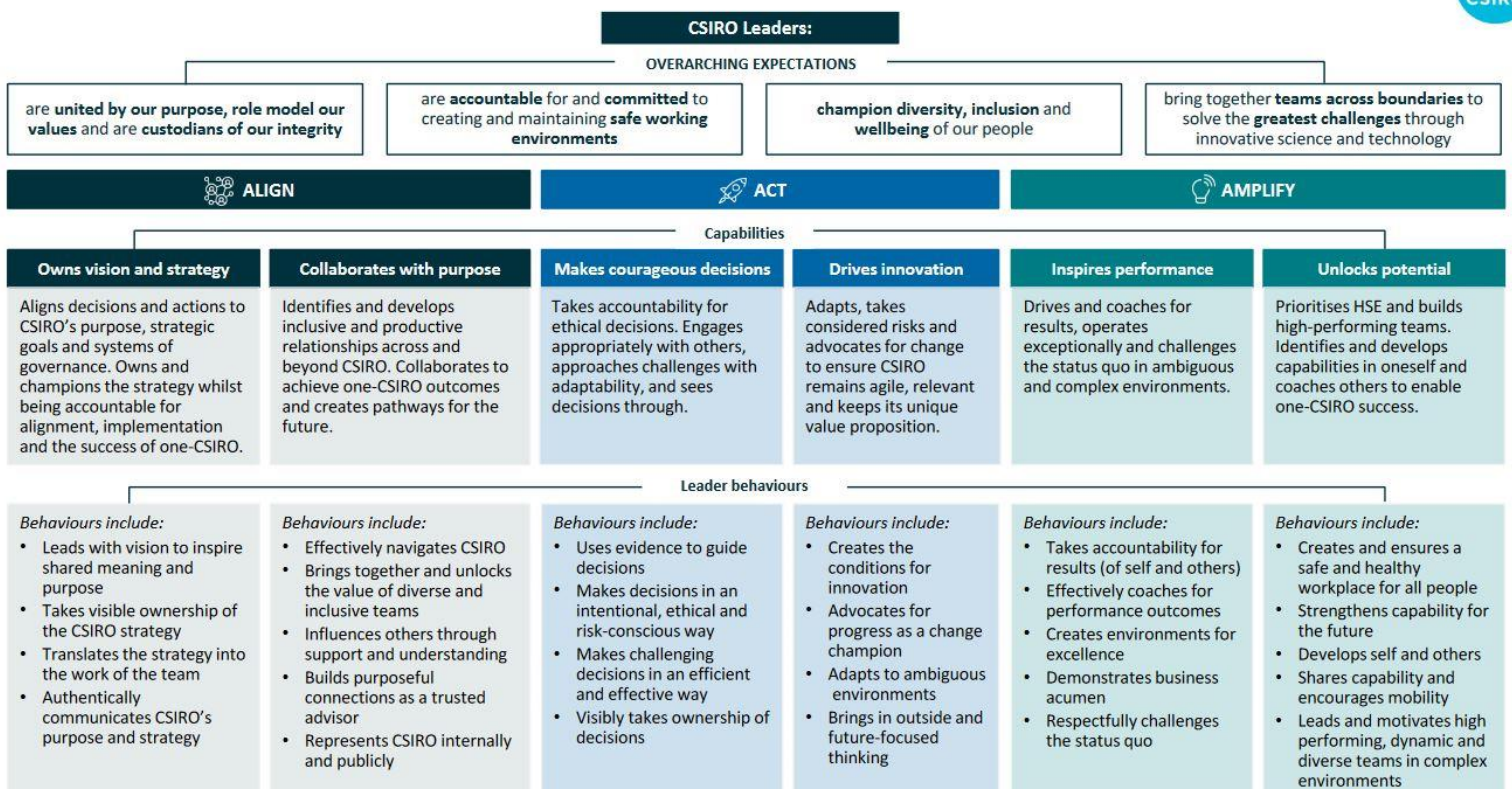 CSIRO
CSIRO Leaders:
OVERARCHING EXPECTATIONS
are united by our purpose, role model our
values and are custodians of our integrity
are accountable for and committed to
creating and maintaining safe working
environments
champion diversity, inclusion and
wellbeing of our people
bring together teams across boundaries to
solve the greatest challenges through
innovative science and technology
ALIGN
ACT
AMPLIFY
Capabilities
Owns vision and strategy
Aligns decisions and actions to
CSIRO's purpose, strategic
goals and systems of
governance. Owns and
champions the strategy whilst
being accountable for
alignment, implementation
and the success of one-CSIRO.
Collaborates with purpose
Identifies and develops
inclusive and productive
relationships across and
beyond CSIRO. Collaborates to
achieve one-CSIRO outcomes
and creates pathways for the
future.
Makes courageous decisions
Takes accountability for
ethical decisions. Engages
appropriately with others,
approaches challenges with
adaptability, and sees
decisions through.
Drives innovation
Adapts, takes
considered risks and
advocates for change
to ensure CSIRO
remains agile, relevant
and keeps its unique
value proposition.
Inspires performance
Drives and coaches for
results, operates
exceptionally and challenges
the status quo in ambiguous
and complex environments.
Unlocks potential
Prioritises HSE and builds
high-performing teams.
Identifies and develops
capabilities in oneself and
coaches others to enable
one-CSIRO success.
Leader behaviours
Behaviours include:
• Leads with vision to inspire
shared meaning and
purpose
• Takes visible ownership of
the CSIRO strategy
• Translates the strategy into
the work of the team
• Authentically
communicates CSIRO's
purpose and strategy
Behaviours include:
• Effectively navigates CSIRO
• Brings together and unlocks
the value of diverse and
inclusive teams
• Influences others through
support and understanding
• Builds purposeful
connections as a trusted
advisor
• Represents CSIRO internally
and publicly
Behaviours include:
• Uses evidence to guide
decisions
• Makes decisions in an
intentional, ethical and
risk-conscious way
• Makes challenging
decisions in an efficient
and effective way
• Visibly takes ownership of
decisions
Behaviours include:
• Creates the
conditions for
innovation
• Advocates for
progress as a change
champion
• Adapts to ambiguous
environments
• Brings in outside and
future-focused
thinking
Behaviours include:
• Takes accountability for
results (of self and others)
• Effectively coaches for
performance outcomes
• Creates environments for
excellence
• Demonstrates business
acumen
• Respectfully challenges
the status quo
Behaviours include:
• Creates and ensures a
safe and healthy
workplace for all people
• Strengthens capability for
the future
• Develops self and others
• Shares capability and
encourages mobility
• Leads and motivates high
performing, dynamic and
diverse teams in complex
environments